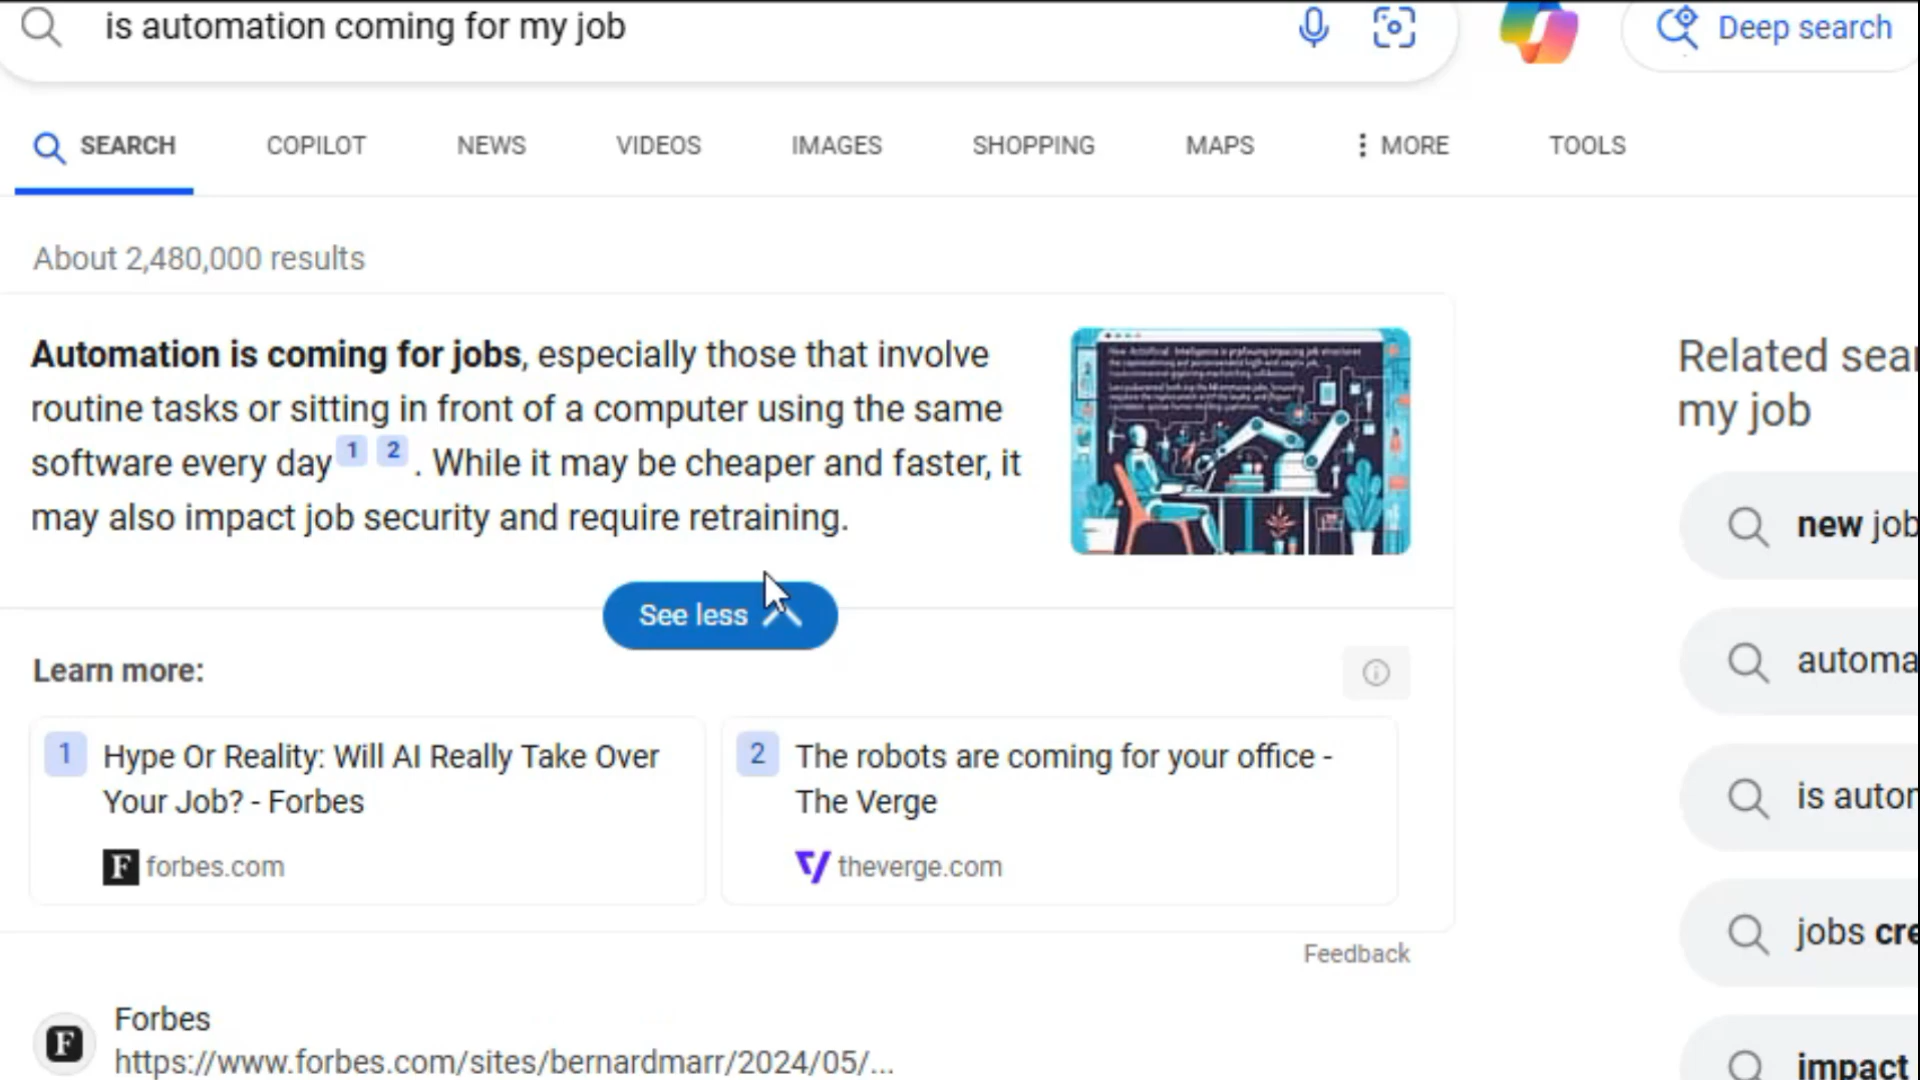 is automation coming for my job
Deep search
SEARCH
COPILOT
NEWS
VIDEOS
IMAGES
SHOPPING
MAPS
MORE
TOOLS
About 2,480,000 results
Automation is coming for jobs, especially those that involve
routine tasks or sitting in front of a computer using the same
software every day 1 2 . While it may be cheaper and faster, it
may also impact job security and require retraining.
See less
Learn more:
1 Hype Or Reality: Will AI Really Take Over
Your Job? - Forbes
forbes.com
2 The robots are coming for your office -
The Verge
theverge.com
Feedback
Forbes
https://www.forbes.com/sites/bernardmarr/2024/05/...
Related sear
my job
new job
automa
is auton
jobs cre
impact